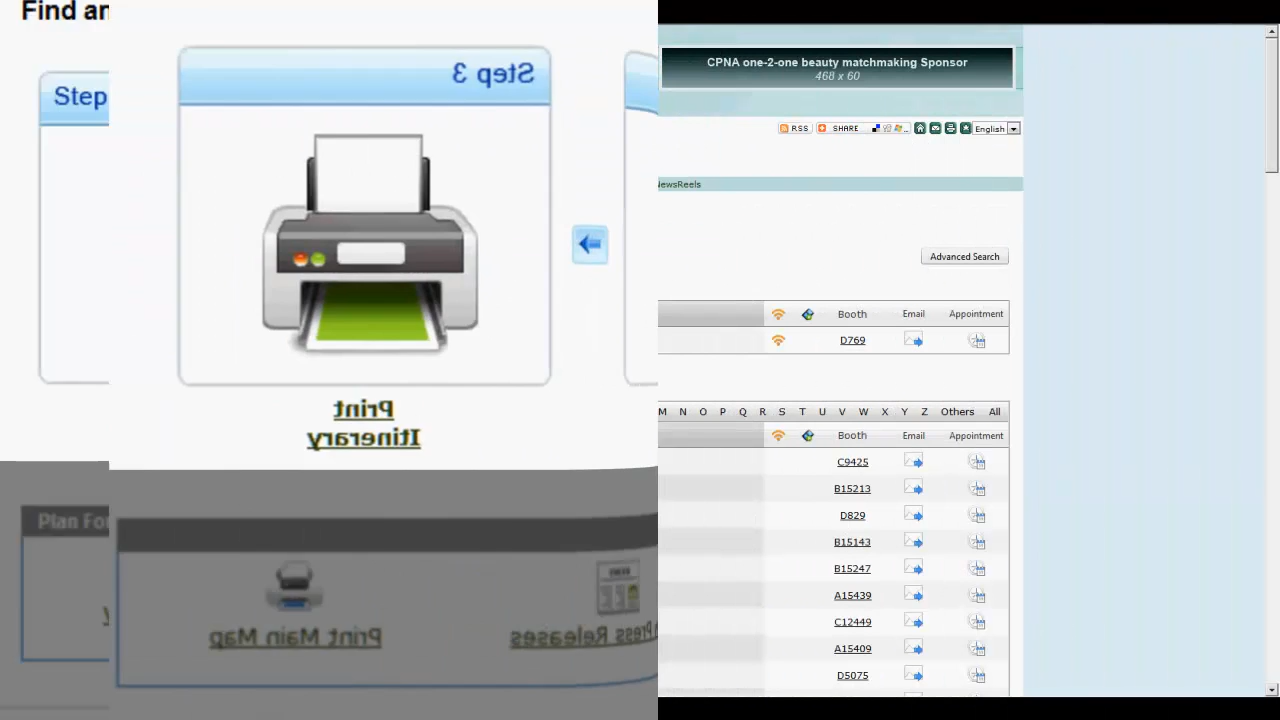 Find an
Step
Step 3
Print
Itinerary
Plan For
Print Main Map
Press Releases
CPNA one-2-one beauty matchmaking Sponsor
468 x 60
RSS SHARE English
NewsReels
Advanced Search
Booth Email Appointment
D769
M N O P Q R S T U V W X Y Z Others All
Booth Email Appointment
C9425
B15213
D829
B15143
B15247
A15439
C12449
A15409
D5075